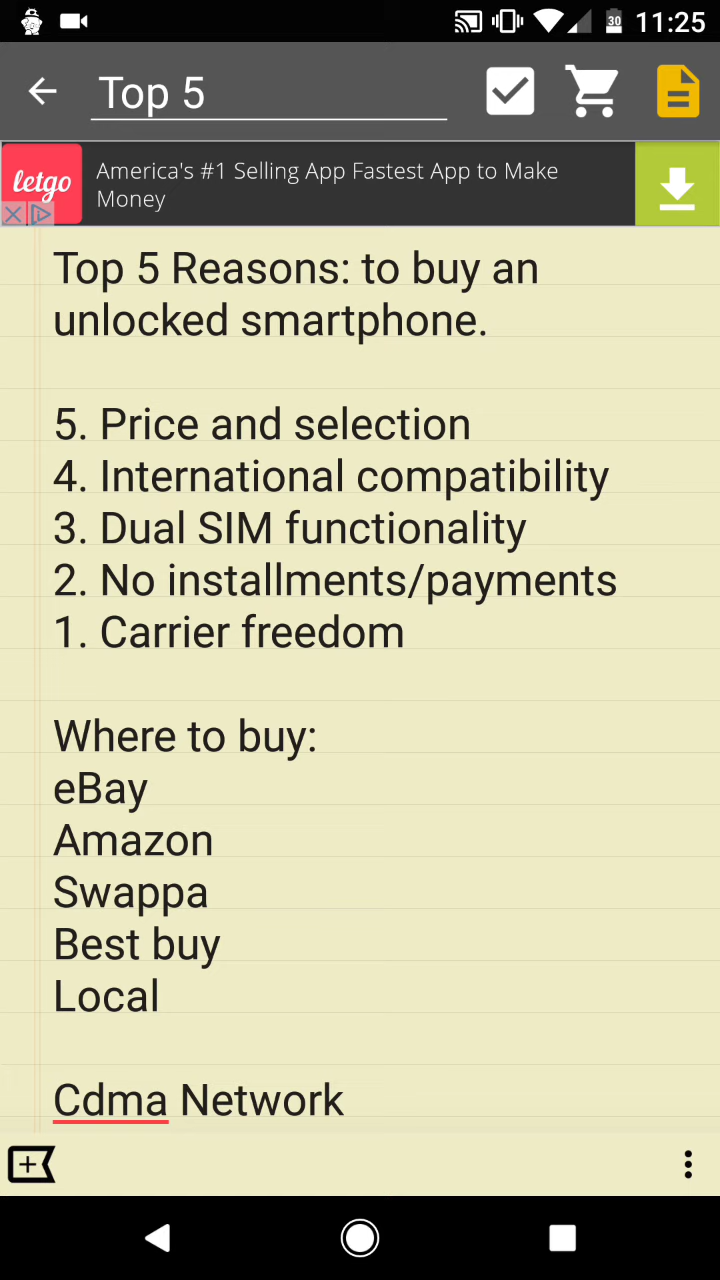 30 11:25
Top 5
letgo
America's #1 Selling App Fastest App to Make
Money
Top 5 Reasons: to buy an
unlocked smartphone.
5. Price and selection
4. International compatibility
3. Dual SIM functionality
2. No installments/payments
1. Carrier freedom
Where to buy:
eBay
Amazon
Swappa
Best buy
Local
Cdma Network